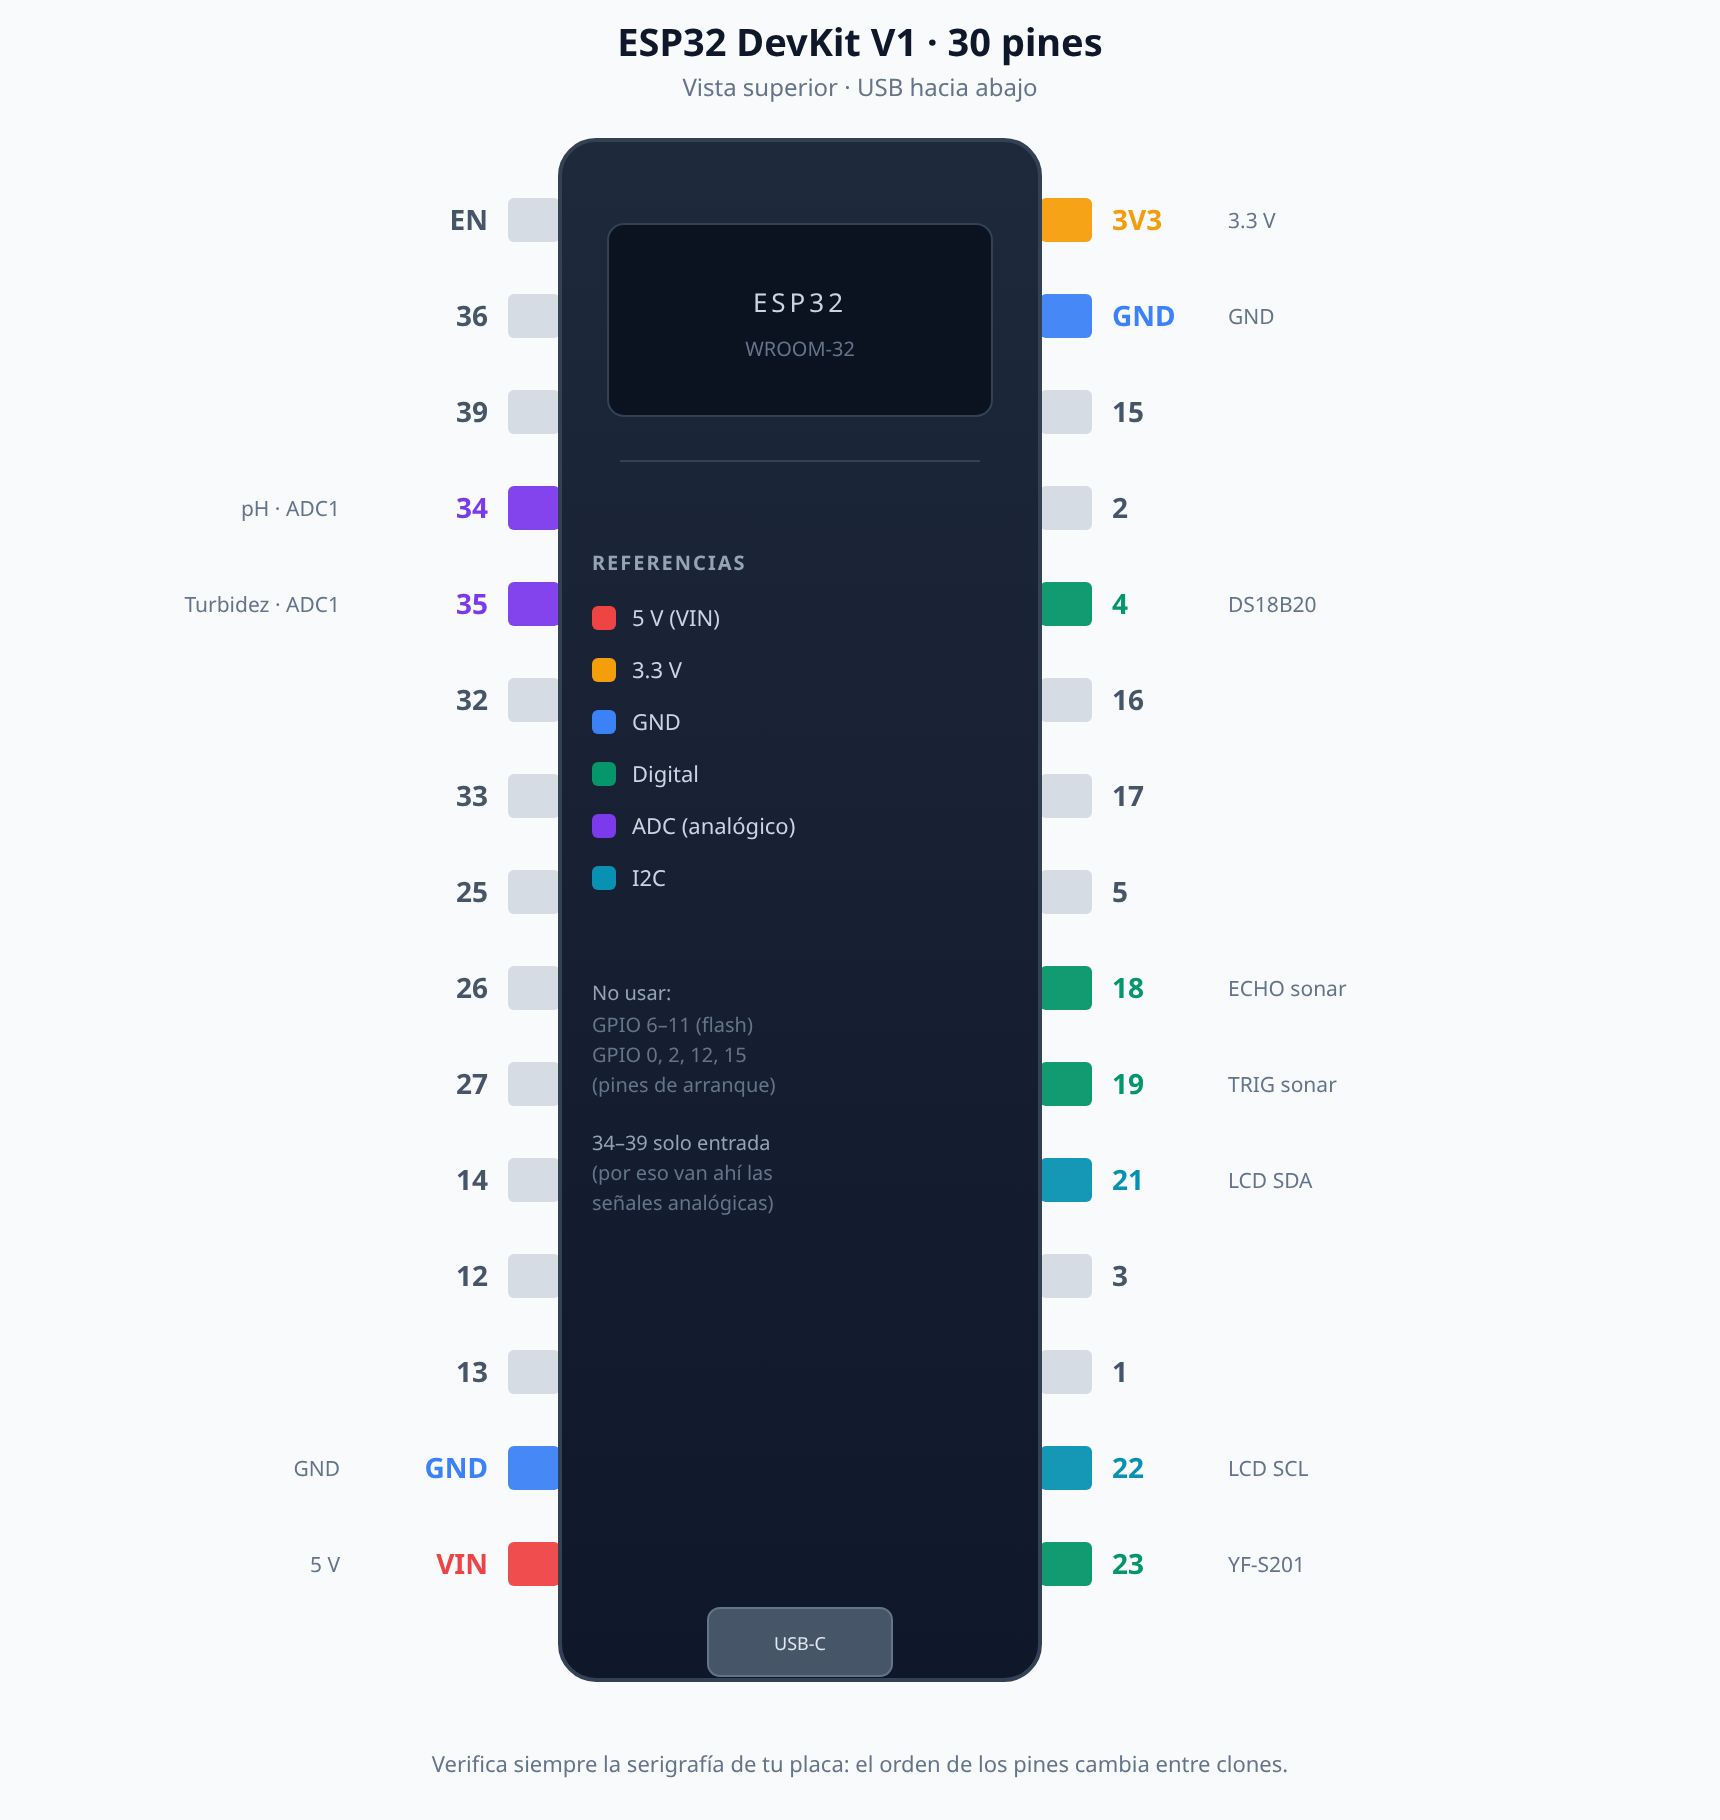 ESP32 DevKit V1 · 30 pines
Vista superior · USB hacia abajo
EN 3V3 3.3 V
36 GND GND
39 15
pH · ADC1 34 2
Turbidez · ADC1 35 4 DS18B20
32 16
33 17
25 5
26 18 ECHO sonar
27 19 TRIG sonar
14 21 LCD SDA
12 3
13 1
GND GND 22 LCD SCL
5 V VIN 23 YF-S201
ESP32
WROOM-32
REFERENCIAS
5 V (VIN)
3.3 V
GND
Digital
ADC (analógico)
I2C
No usar:
GPIO 6–11 (flash)
GPIO 0, 2, 12, 15
(pines de arranque)
34–39 solo entrada
(por eso van ahí las
señales analógicas)
USB-C
Verifica siempre la serigrafía de tu placa: el orden de los pines cambia entre clones.